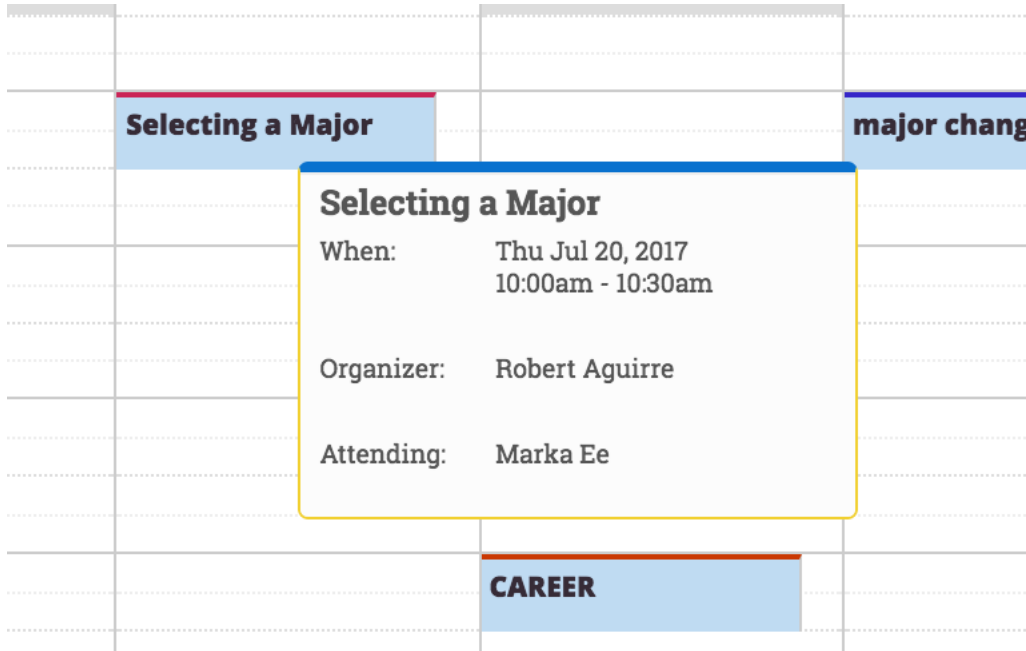 Selecting a Major
major chang
Selecting a Major
When: Thu Jul 20, 2017
10:00am - 10:30am
Organizer: Robert Aguirre
Attending: Marka Ee
CAREER